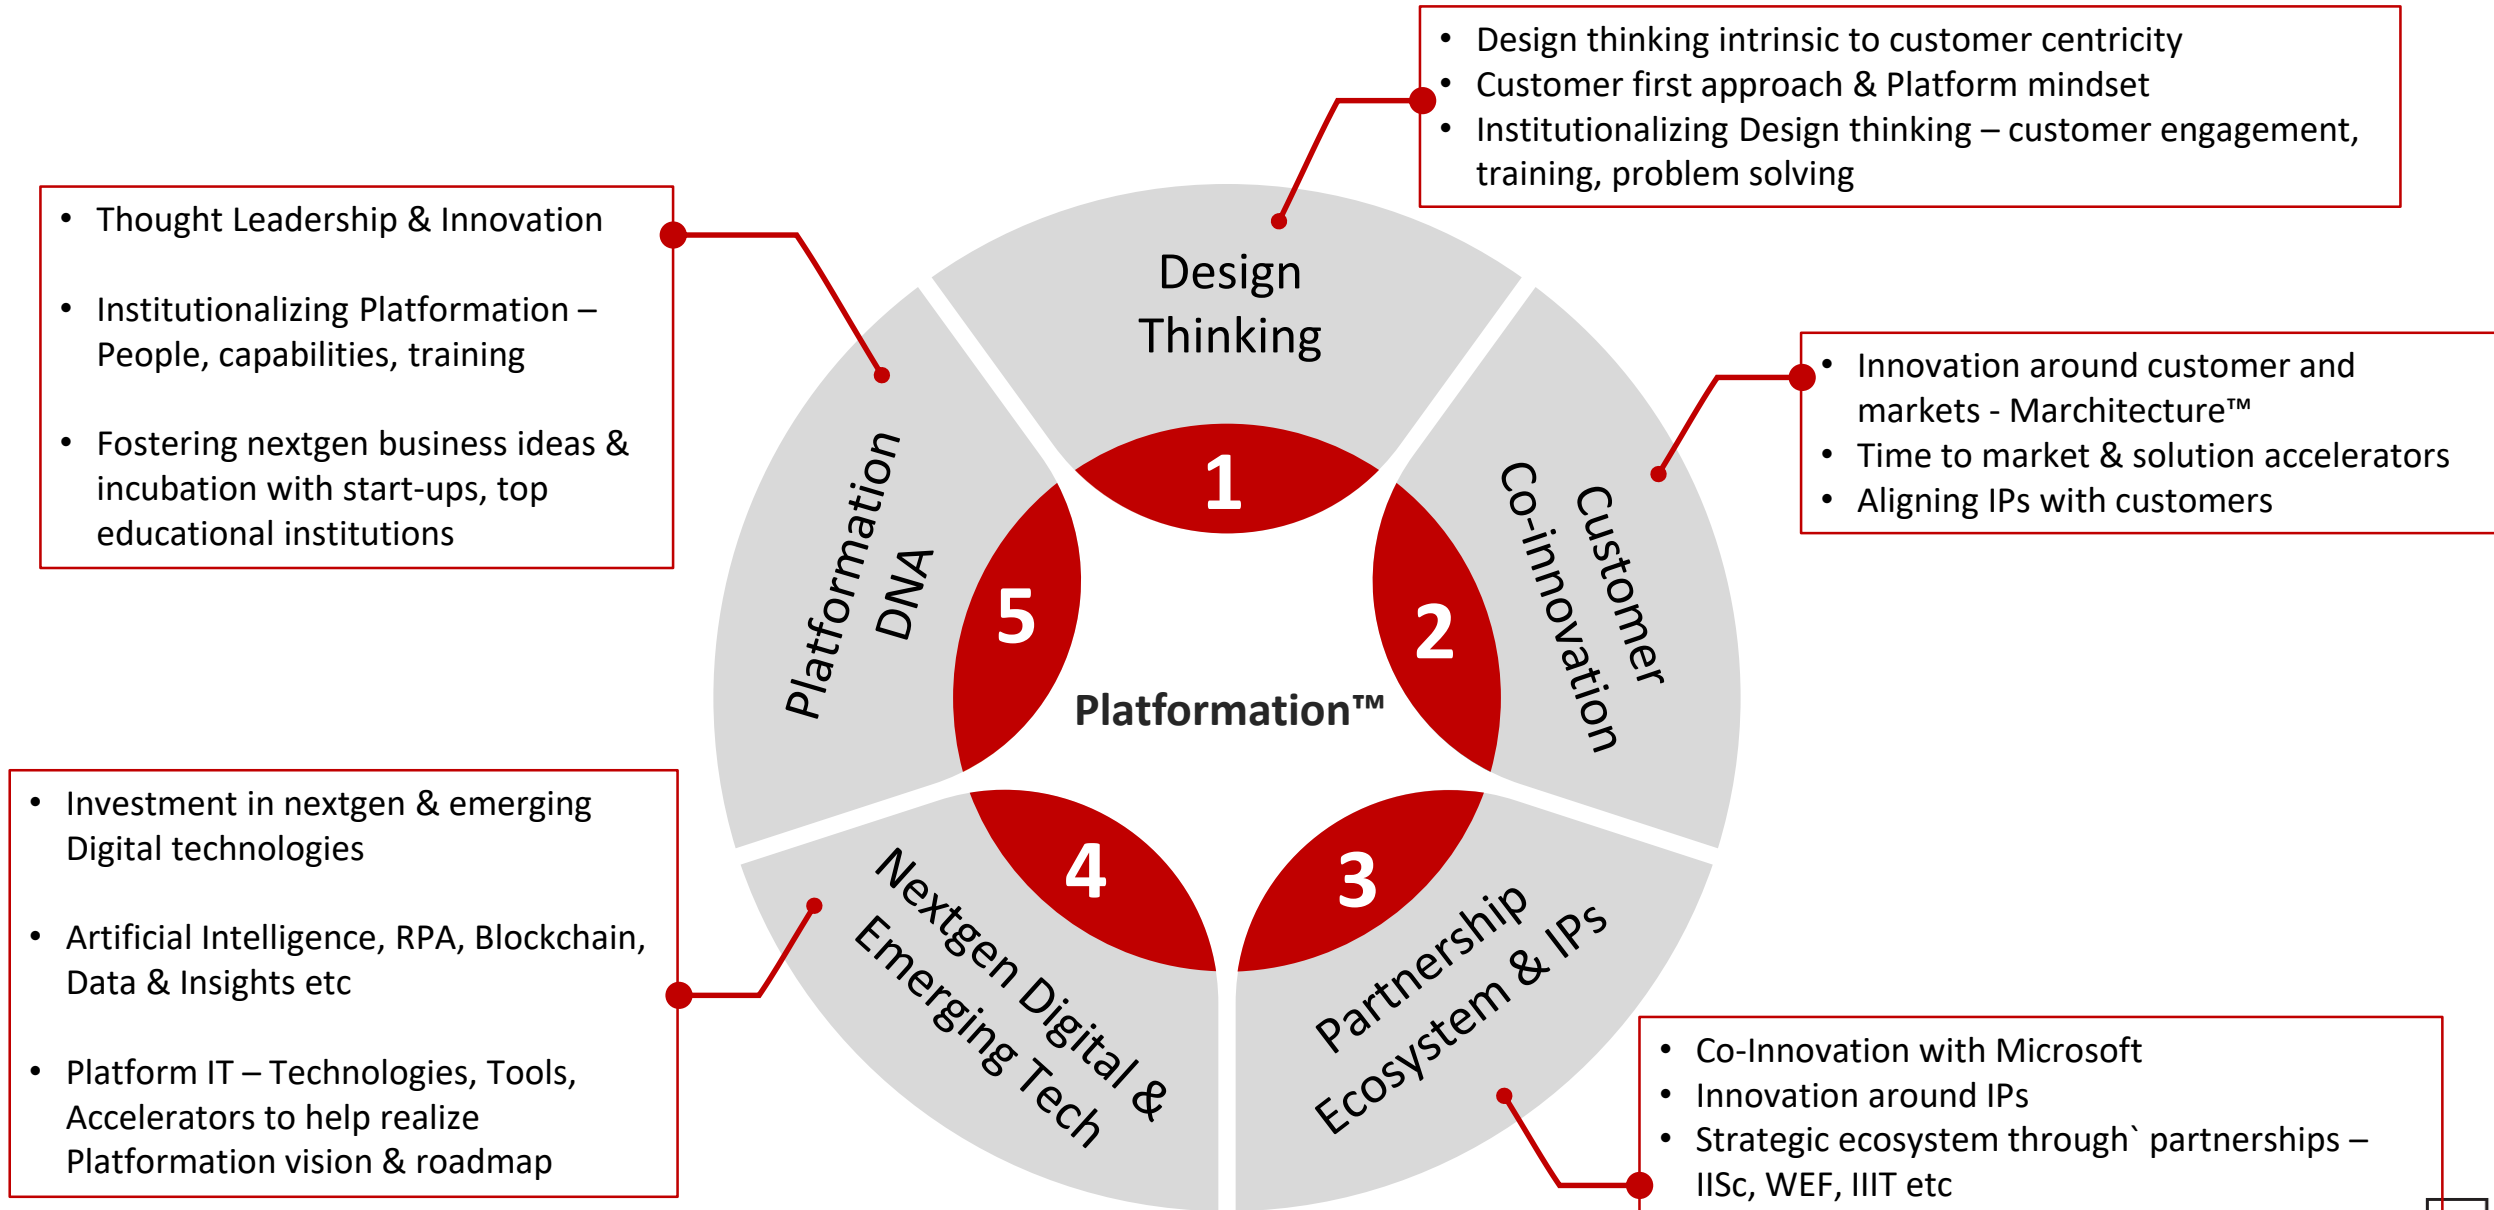 • Design thinking intrinsic to customer centricity
• Customer first approach & Platform mindset
• Institutionalizing Design thinking – customer engagement,
training, problem solving
• Thought Leadership & Innovation
• Institutionalizing Platformation –
People, capabilities, training
• Fostering nextgen business ideas &
incubation with start-ups, top
educational institutions
Design
Thinking
1
• Innovation around customer and
markets - Marchitecture™
• Time to market & solution accelerators
• Aligning IPs with customers
Customer
Co-innovation
2
Platformation
DNA
5
Platformation™
• Investment in nextgen & emerging
Digital technologies
• Artificial Intelligence, RPA, Blockchain,
Data & Insights etc
• Platform IT – Technologies, Tools,
Accelerators to help realize
Platformation vision & roadmap
4
Nextgen Digital &
Emerging Tech
3
Partnership
Ecosystem & IPs
• Co-Innovation with Microsoft
• Innovation around IPs
• Strategic ecosystem through` partnerships –
IISc, WEF, IIIT etc